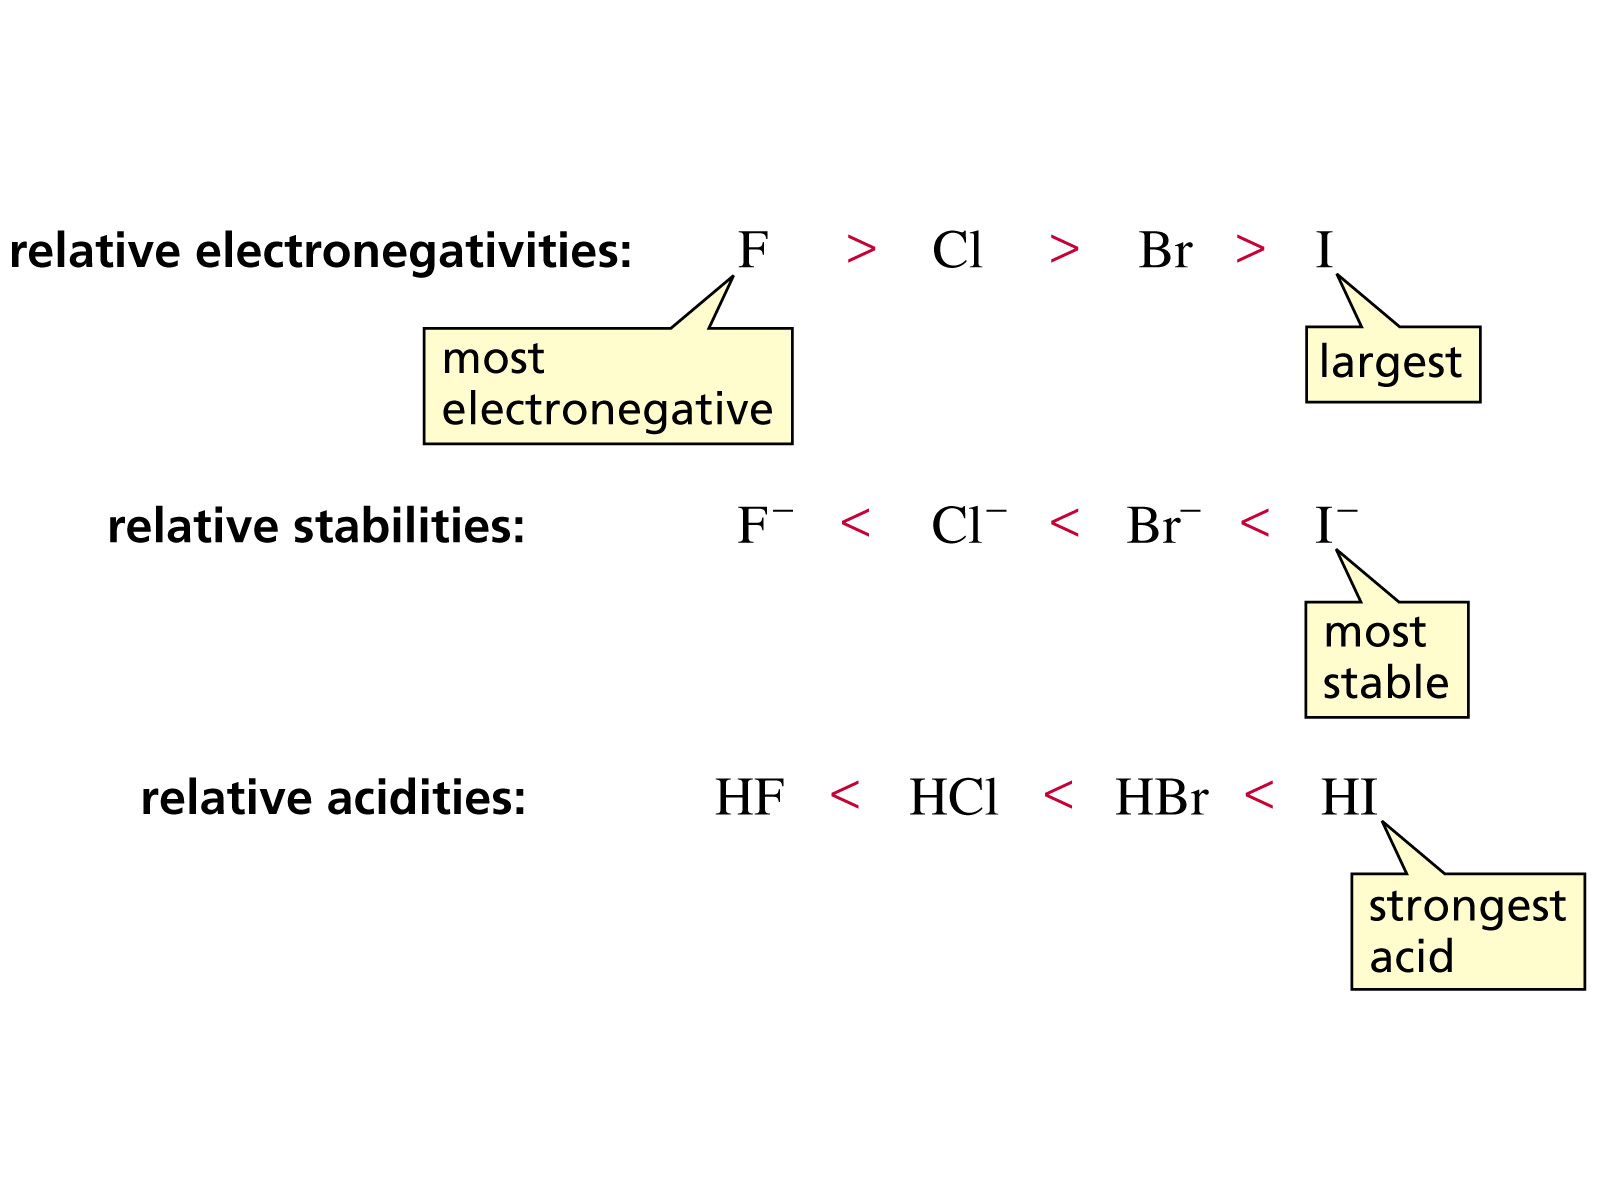 relative electronegativities: F > Cl > Br > I
most
electronegative
largest
relative stabilities: F⁻ < Cl⁻ < Br⁻ < I⁻
most
stable
relative acidities: HF < HCl < HBr < HI
strongest
acid